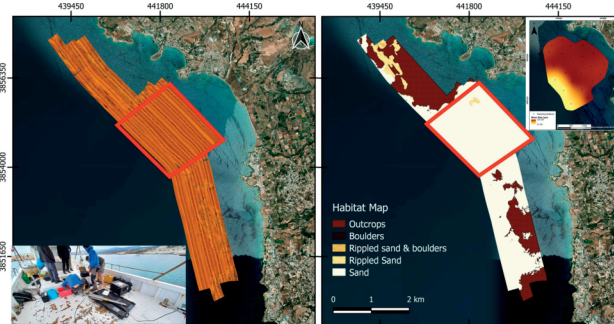 439450 441800 444150
439450 441800 444150
3856350
3854000
3851650
Habitat Map
Outcrops
Boulders
Rippled sand & boulders
Rippled Sand
Sand
0 1 2 km